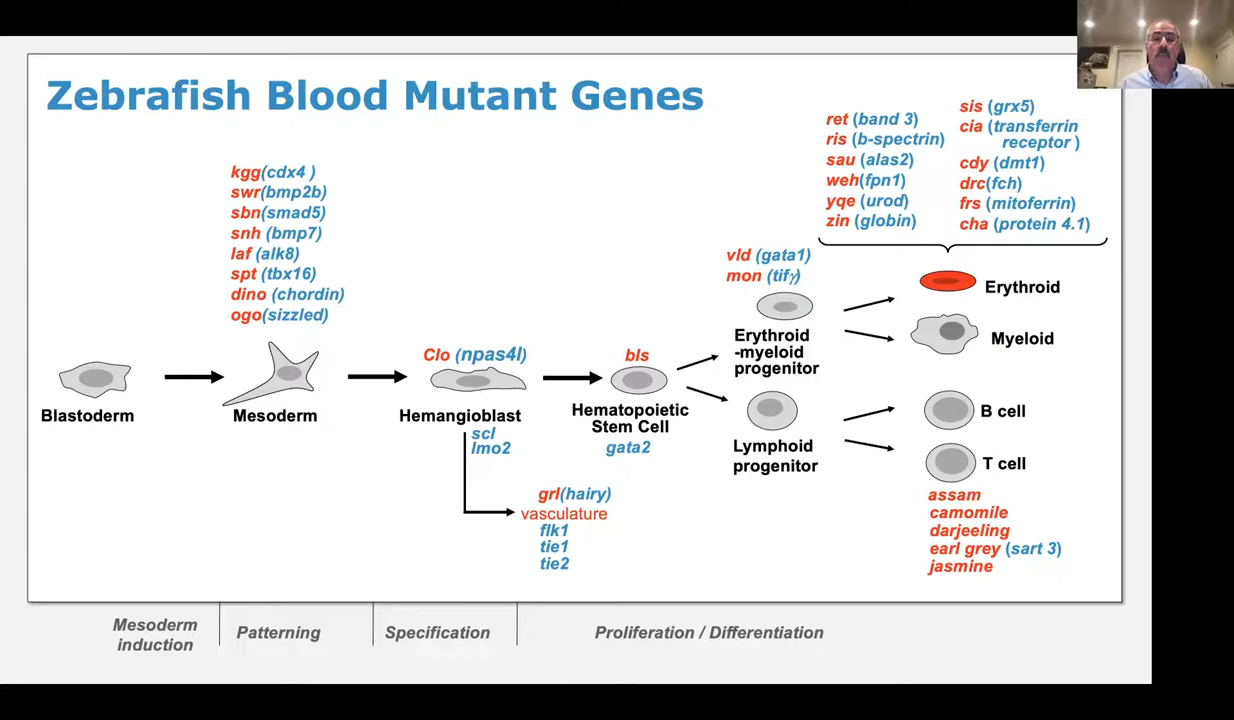 Zebrafish Blood Mutant Genes
kgg(cdx4 )
swr(bmp2b)
sbn(smad5)
snh (bmp7)
laf (alk8)
spt (tbx16)
dino (chordin)
ogo(sizzled)
ret (band 3)
ris (b-spectrin)
sau (alas2)
weh(fpn1)
yqe (urod)
zin (globin)
sis (grx5)
cia (transferrin
receptor )
cdy (dmt1)
drc(fch)
frs (mitoferrin)
cha (protein 4.1)
vld (gata1)
mon (tifγ)
Erythroid
-myeloid
progenitor
Erythroid
Myeloid
Clo (npas4l)
bls
Blastoderm
Mesoderm
Hemangioblast
scl
lmo2
Hematopoietic
Stem Cell
gata2
Lymphoid
progenitor
B cell
T cell
grl(hairy)
vasculature
flk1
tie1
tie2
assam
camomile
darjeeling
earl grey (sart 3)
jasmine
Mesoderm
induction
Patterning
Specification
Proliferation / Differentiation